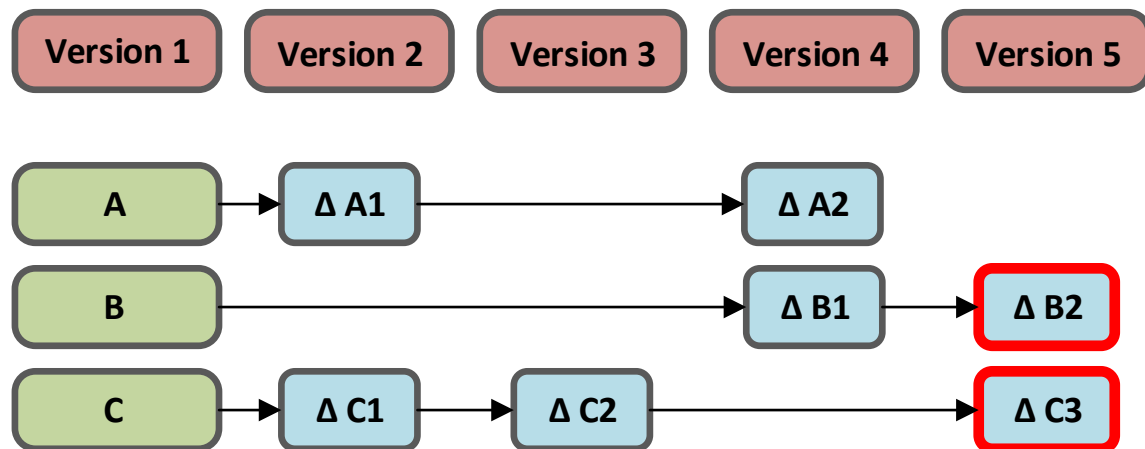 Version 1 Version 2 Version 3 Version 4 Version 5
A Δ A1 Δ A2
B Δ B1 Δ B2
C Δ C1 Δ C2 Δ C3